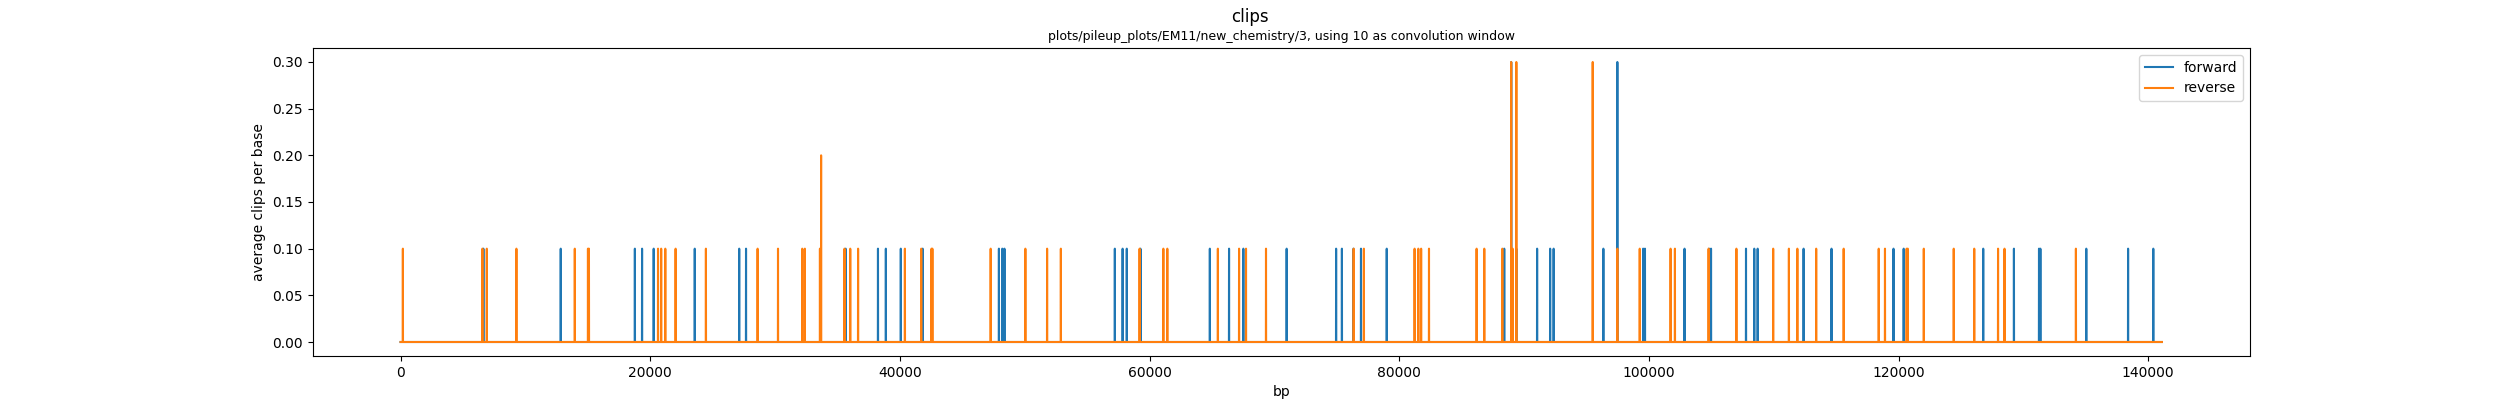 clips
plots/pileup_plots/EM11/new_chemistry/3, using 10 as convolution window
0.30
0.25
0.20
0.15
0.10
0.05
0.00
average clips per base
forward
reverse
0 20000 40000 60000 80000 100000 120000 140000
bp